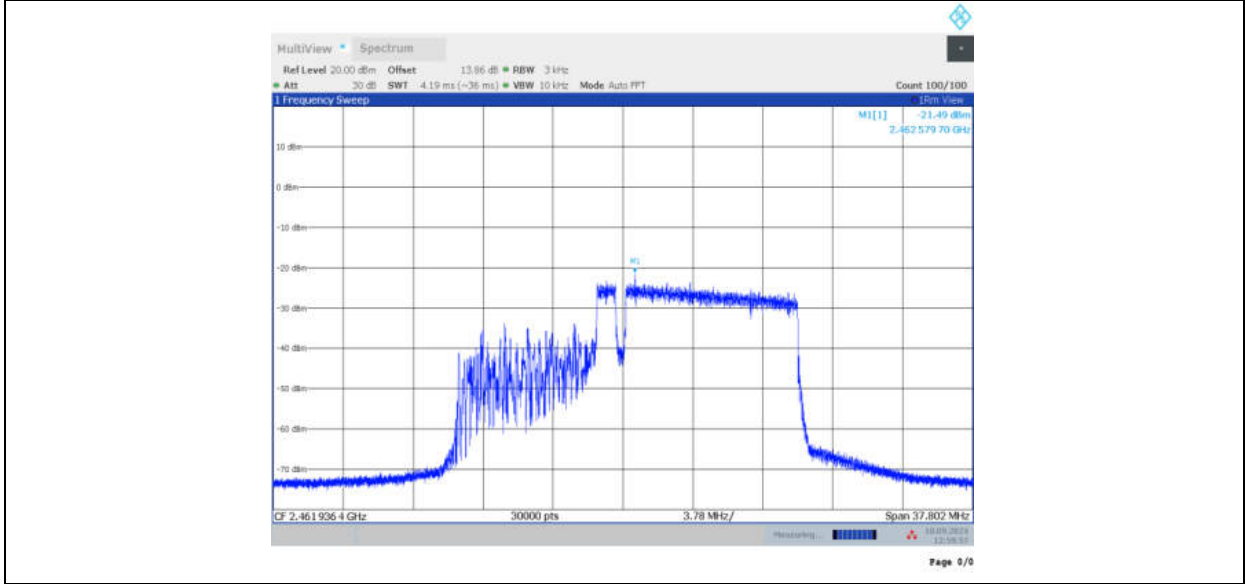 MultiView Spectrum
Ref Level 20.00 dBm Offset 13.86 dB RBW 3 kHz
Att 30 dB SWT 4.19 ms (~36 ms) VBW 10 kHz Mode Auto FFT Count 100/100
1 Frequency Sweep 1Rm View
M1[1] -21.49 dBm
2.462 579 70 GHz
10 dBm
0 dBm
-10 dBm
-20 dBm
M1
-30 dBm
-40 dBm
-50 dBm
-60 dBm
-70 dBm
CF 2.461 936 4 GHz 30000 pts 3.78 MHz/ Span 37.802 MHz
Measuring...
Page 0/0